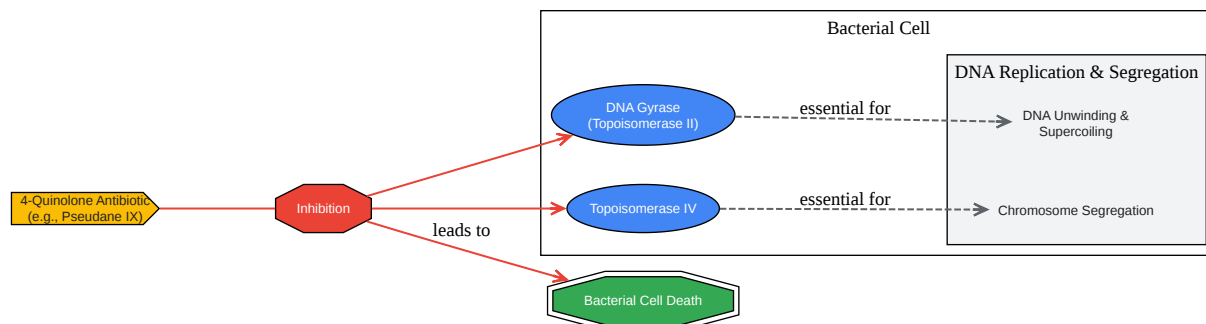 Bacterial Cell
DNA Replication & Segregation
DNA Gyrase
(Topoisomerase II)
essential for
DNA Unwinding &
Supercoiling
4-Quinolone Antibiotic
(e.g., Pseudane IX)
Inhibition
Topoisomerase IV
essential for
Chromosome Segregation
leads to
Bacterial Cell Death